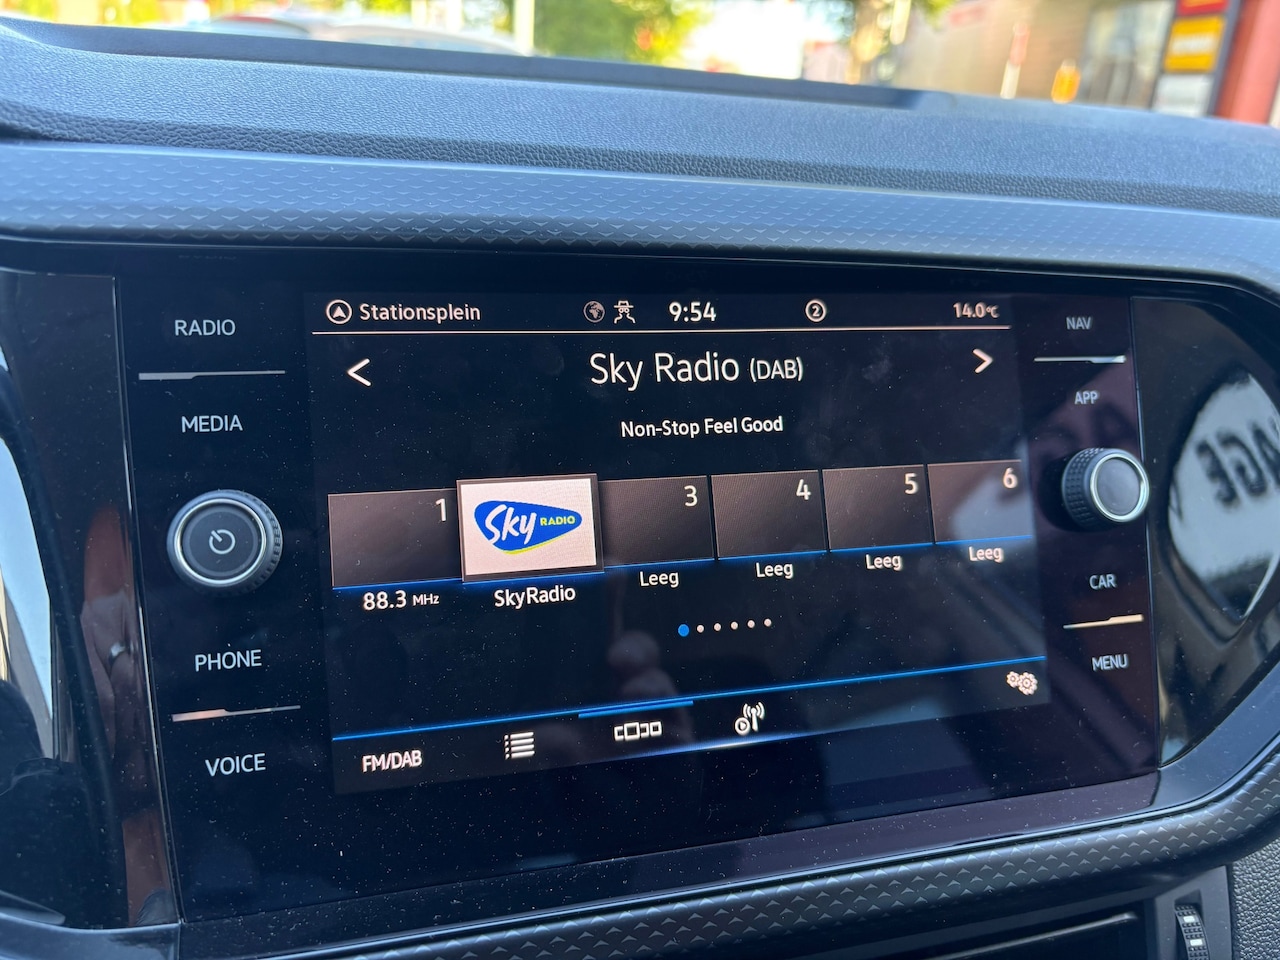 RADIO
MEDIA
PHONE
VOICE
Stationsplein 9:54 2 14.0°C
< Sky Radio (DAB) >
Non-Stop Feel Good
1 Sky RADIO 3 4 5 6
88.3 MHz SkyRadio Leeg Leeg Leeg Leeg
FM/DAB
NAV
APP
CAR
MENU